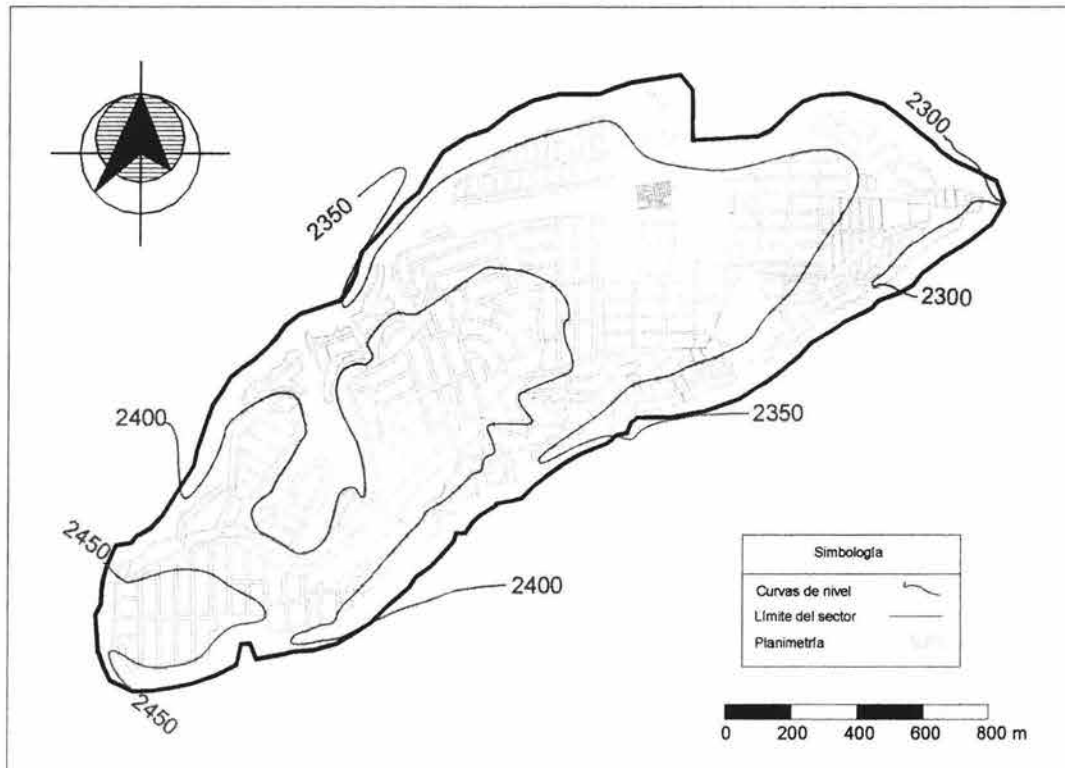 2300
2350
2300
2350
2400
2450
2400
2450
Simbología
Curvas de nivel
Límite del sector
Planimetría
0 200 400 600 800 m